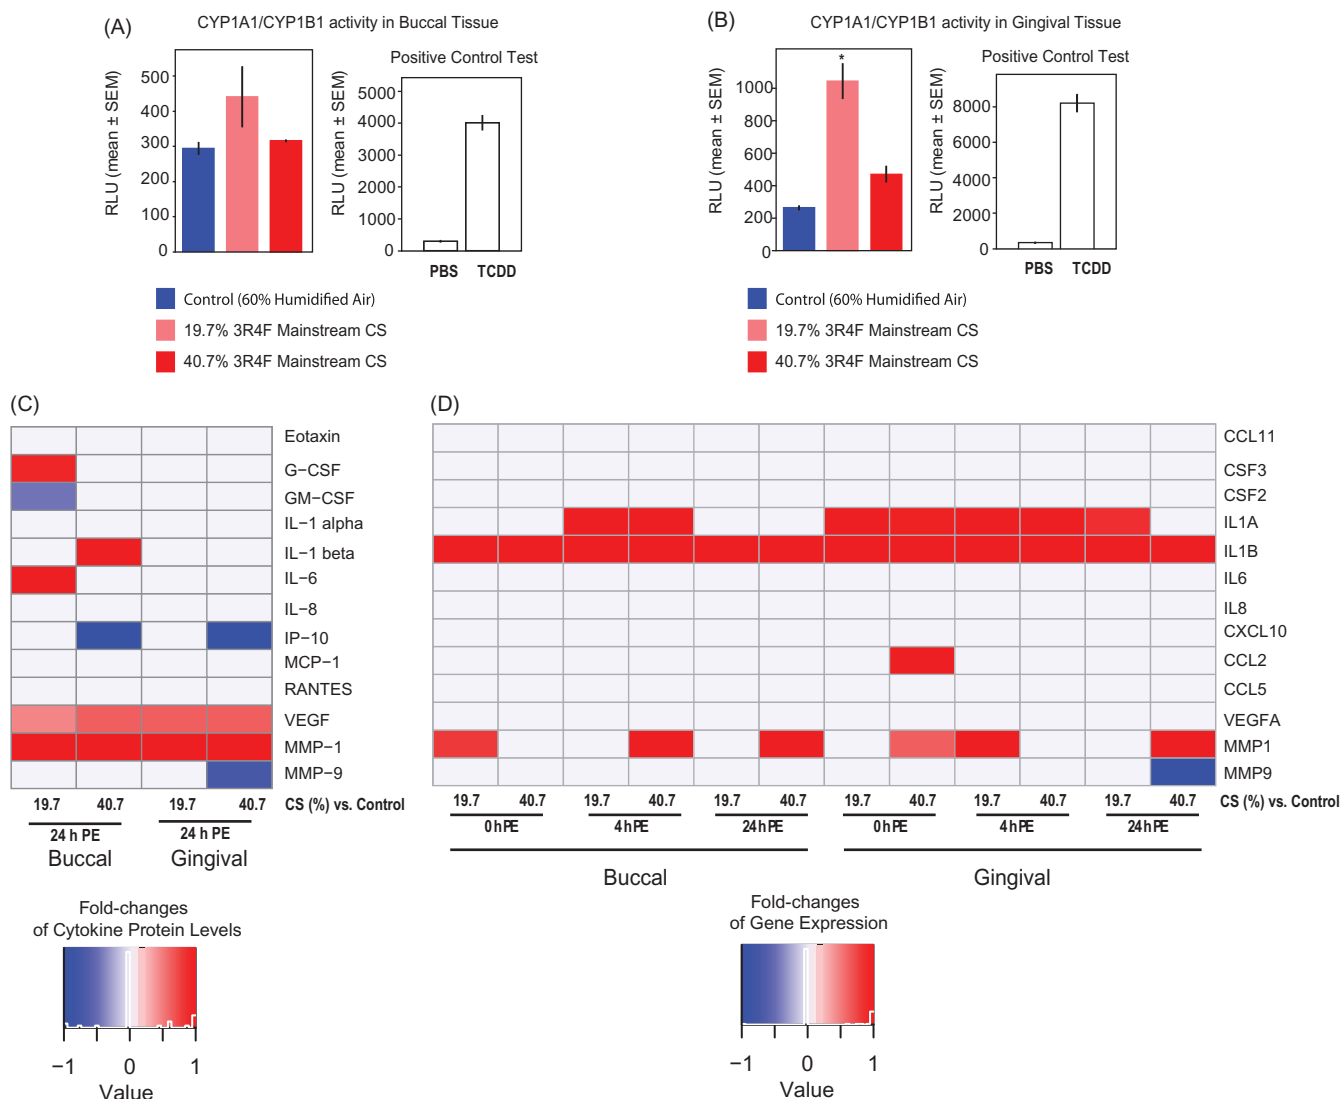 (A)
CYP1A1/CYP1B1 activity in Buccal Tissue
RLU (mean ± SEM)
500
400
300
200
100
0
Positive Control Test
RLU (mean ± SEM)
5000
4000
3000
2000
1000
0
PBS TCDD
Control (60% Humidified Air)
19.7% 3R4F Mainstream CS
40.7% 3R4F Mainstream CS
(B)
CYP1A1/CYP1B1 activity in Gingival Tissue
RLU (mean ± SEM)
1000
800
600
400
200
0
*
Positive Control Test
RLU (mean ± SEM)
8000
6000
4000
2000
0
PBS TCDD
Control (60% Humidified Air)
19.7% 3R4F Mainstream CS
40.7% 3R4F Mainstream CS
(C)
Eotaxin
G−CSF
GM−CSF
IL−1 alpha
IL−1 beta
IL−6
IL−8
IP−10
MCP−1
RANTES
VEGF
MMP−1
MMP−9
19.7 40.7 19.7 40.7 CS (%) vs. Control
24 h PE 24 h PE
Buccal Gingival
Fold-changes
of Cytokine Protein Levels
−1 0 1
Value
(D)
CCL11
CSF3
CSF2
IL1A
IL1B
IL6
IL8
CXCL10
CCL2
CCL5
VEGFA
MMP1
MMP9
19.7 40.7 19.7 40.7 19.7 40.7 19.7 40.7 19.7 40.7 19.7 40.7 CS (%) vs. Control
0 h PE 4 h PE 24 h PE 0 h PE 4 h PE 24 h PE
Buccal Gingival
Fold-changes
of Gene Expression
−1 0 1
Value